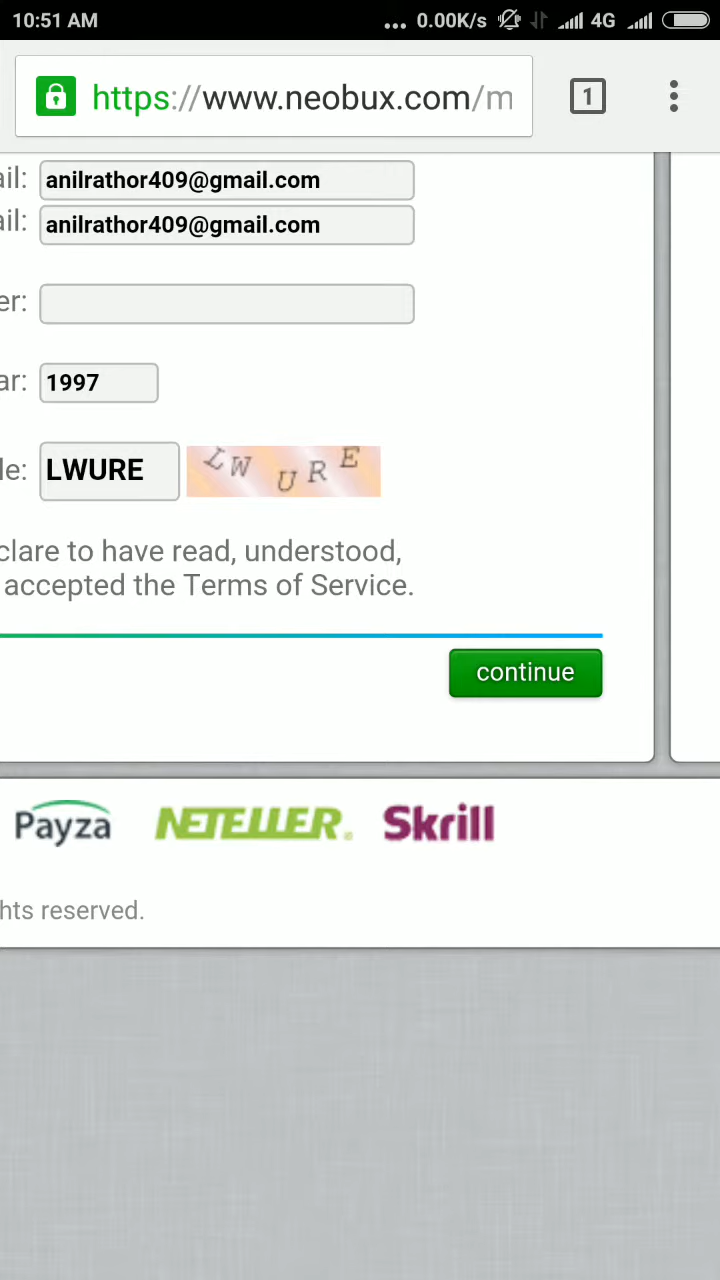 10:51 AM ... 0.00K/s 4G
https://www.neobux.com/m 1
ail: anilrathor409@gmail.com
ail: anilrathor409@gmail.com
er:
ar: 1997
de: LWURE LWURE
clare to have read, understood,
accepted the Terms of Service.
continue
Payza NETELLER. Skrill
hts reserved.